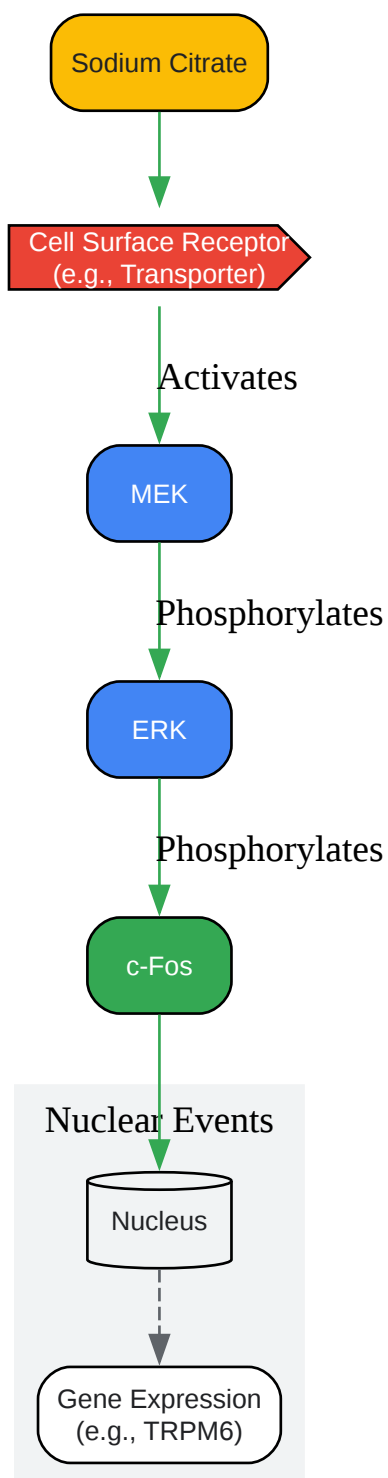 Sodium Citrate
Cell Surface Receptor
(e.g., Transporter)
Activates
MEK
Phosphorylates
ERK
Phosphorylates
c-Fos
Nuclear Events
Nucleus
Gene Expression
(e.g., TRPM6)